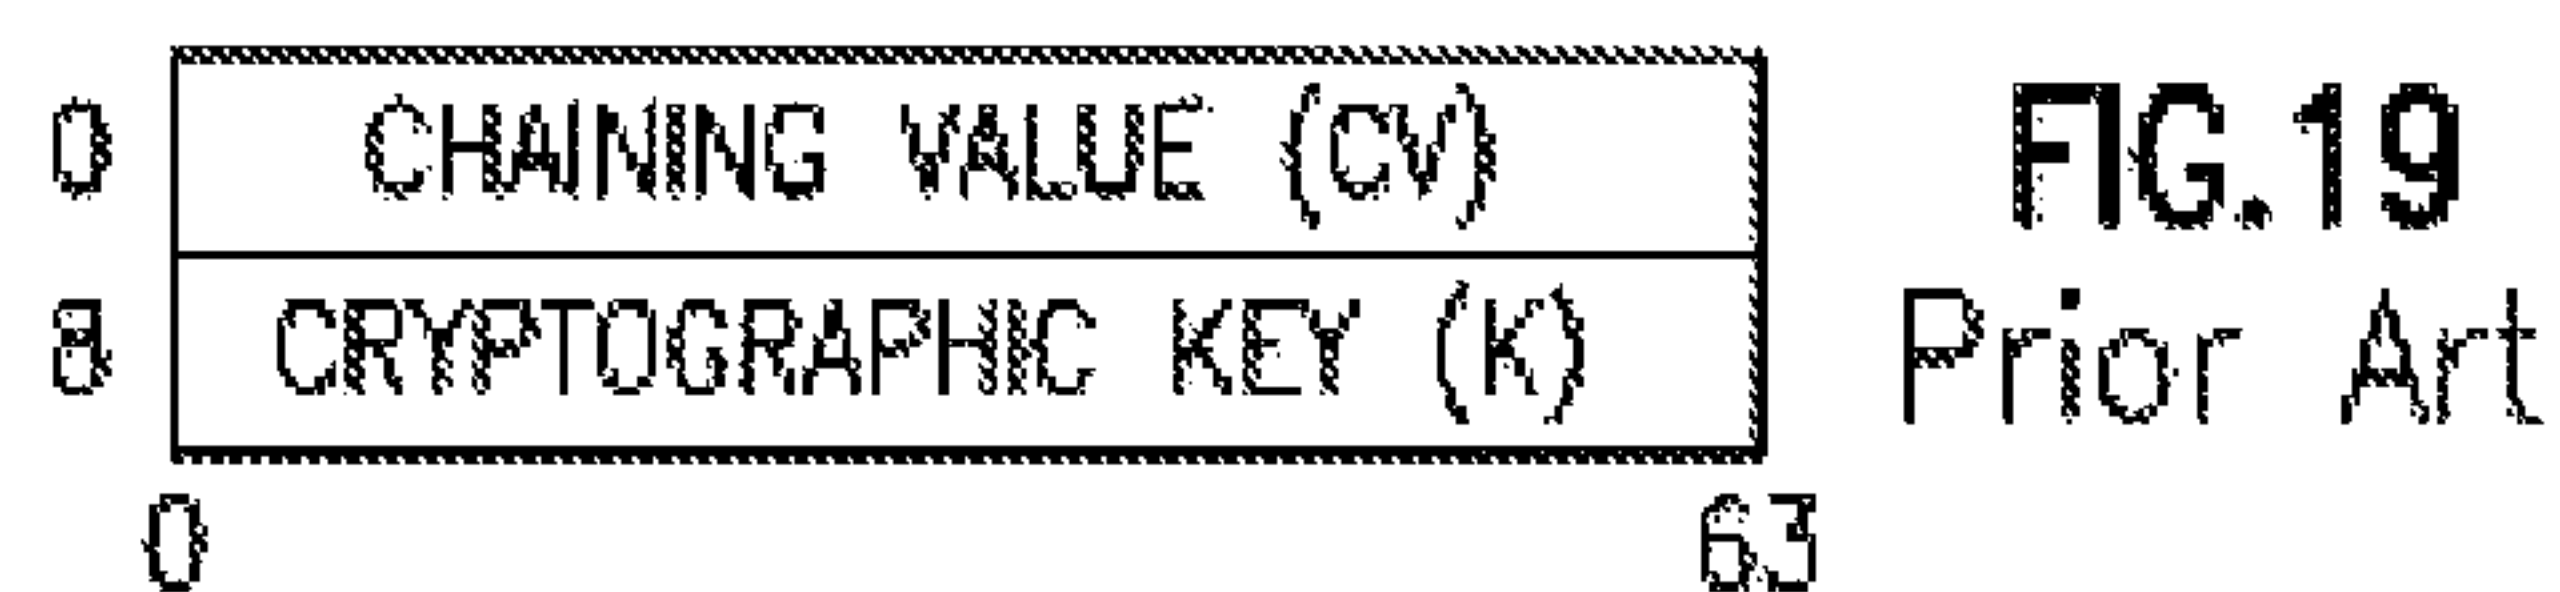 0 CHAINING VALUE (CV) FIG.19
8 CRYPTOGRAPHIC KEY (K) Prior Art
0 63